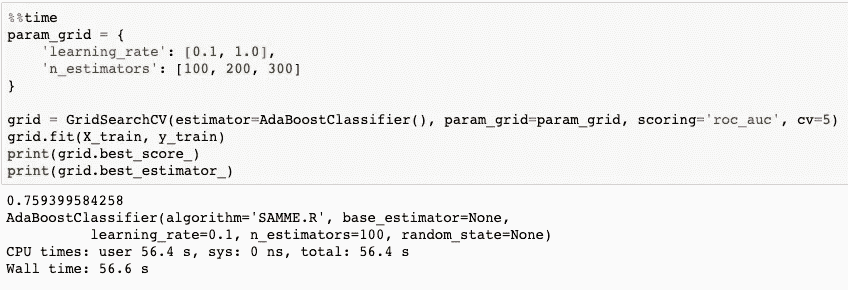 %%time
param_grid = {
    'learning_rate': [0.1, 1.0],
    'n_estimators': [100, 200, 300]
}
grid = GridSearchCV(estimator=AdaBoostClassifier(), param_grid=param_grid, scoring='roc_auc', cv=5)
grid.fit(X_train, y_train)
print(grid.best_score_)
print(grid.best_estimator_)
0.759399584258
AdaBoostClassifier(algorithm='SAMME.R', base_estimator=None,
          learning_rate=0.1, n_estimators=100, random_state=None)
CPU times: user 56.4 s, sys: 0 ns, total: 56.4 s
Wall time: 56.6 s